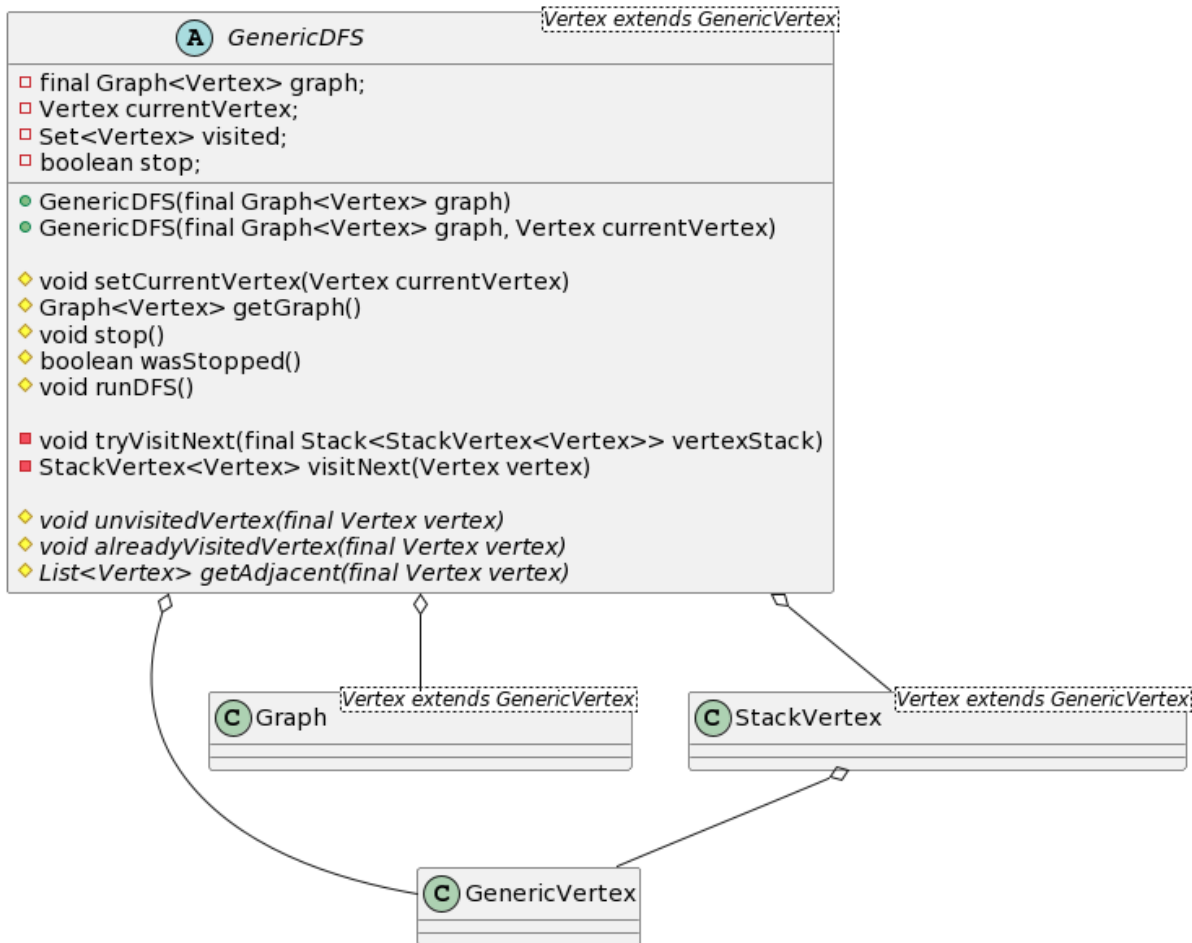 Vertex extends GenericVertex
A GenericDFS
final Graph<Vertex> graph;
Vertex currentVertex;
Set<Vertex> visited;
boolean stop;
GenericDFS(final Graph<Vertex> graph)
GenericDFS(final Graph<Vertex> graph, Vertex currentVertex)
void setCurrentVertex(Vertex currentVertex)
Graph<Vertex> getGraph()
void stop()
boolean wasStopped()
void runDFS()
void tryVisitNext(final Stack<StackVertex<Vertex>> vertexStack)
StackVertex<Vertex> visitNext(Vertex vertex)
void unvisitedVertex(final Vertex vertex)
void alreadyVisitedVertex(final Vertex vertex)
List<Vertex> getAdjacent(final Vertex vertex)
Vertex extends GenericVertex
C Graph
Vertex extends GenericVertex
C StackVertex
C GenericVertex